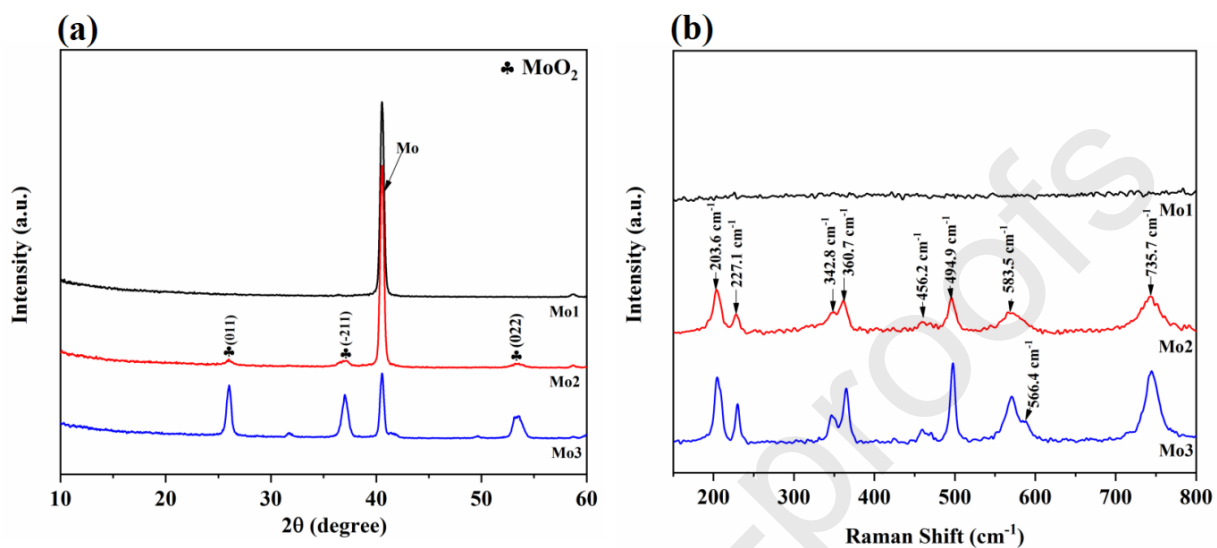 (a)
♣ MoO₂
Mo
Mo1
♣(011)
♣(-211)
♣(022)
Mo2
Mo3
Intensity (a.u.)
10 20 30 40 50 60
2θ (degree)
(b)
Mo1
203.6 cm⁻¹
227.1 cm⁻¹
342.8 cm⁻¹
360.7 cm⁻¹
456.2 cm⁻¹
494.9 cm⁻¹
583.5 cm⁻¹
735.7 cm⁻¹
Mo2
566.4 cm⁻¹
Mo3
Intensity (a.u.)
200 300 400 500 600 700 800
Raman Shift (cm⁻¹)
proofs